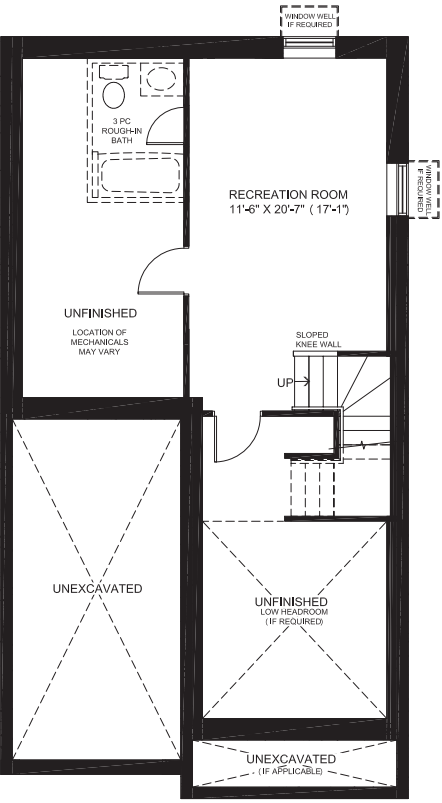 WINDOW WELL
IF REQUIRED
3 PC
ROUGH-IN
BATH
WINDOW WELL
IF REQUIRED
RECREATION ROOM
11'-6" X 20'-7" ( 17'-1")
UNFINISHED
LOCATION OF
MECHANICALS
MAY VARY
SLOPED
KNEE WALL
UP
UNEXCAVATED
UNFINISHED
LOW HEADROOM
(IF REQUIRED)
UNEXCAVATED
(IF APPLICABLE)